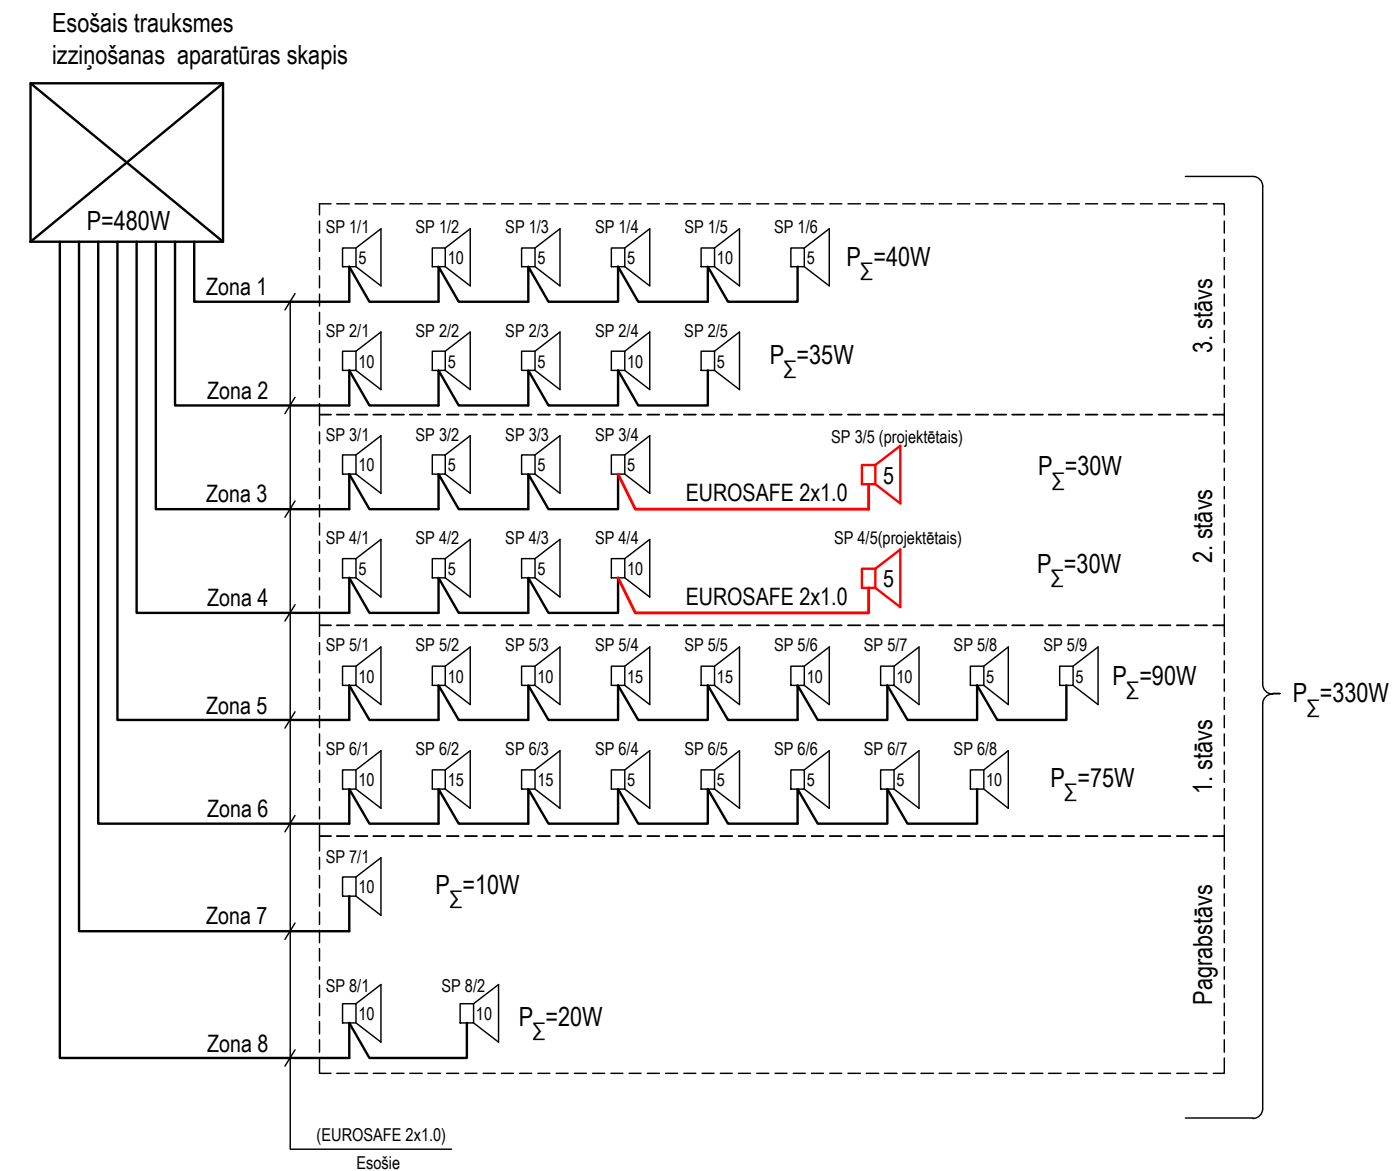 Esošais trauksmes
izziņošanas aparatūras skapis
P=480W
SP 1/1 SP 1/2 SP 1/3 SP 1/4 SP 1/5 SP 1/6
5 10 5 5 10 5
P∑=40W
Zona 1
3. stāvs
SP 2/1 SP 2/2 SP 2/3 SP 2/4 SP 2/5
10 5 5 10 5
P∑=35W
Zona 2
SP 3/1 SP 3/2 SP 3/3 SP 3/4 SP 3/5 (projektētais)
10 5 5 5 5
P∑=30W
Zona 3
EUROSAFE 2x1.0
2. stāvs
SP 4/1 SP 4/2 SP 4/3 SP 4/4 SP 4/5(projektētais)
5 5 5 10 5
P∑=30W
Zona 4
EUROSAFE 2x1.0
SP 5/1 SP 5/2 SP 5/3 SP 5/4 SP 5/5 SP 5/6 SP 5/7 SP 5/8 SP 5/9
10 10 10 15 15 10 10 5 5
P∑=90W
Zona 5
P∑=330W
1. stāvs
SP 6/1 SP 6/2 SP 6/3 SP 6/4 SP 6/5 SP 6/6 SP 6/7 SP 6/8
10 15 15 5 5 5 5 10
P∑=75W
Zona 6
SP 7/1
10
P∑=10W
Zona 7
Pagrabstāvs
SP 8/1 SP 8/2
10 10
P∑=20W
Zona 8
(EUROSAFE 2x1.0)
Esošie